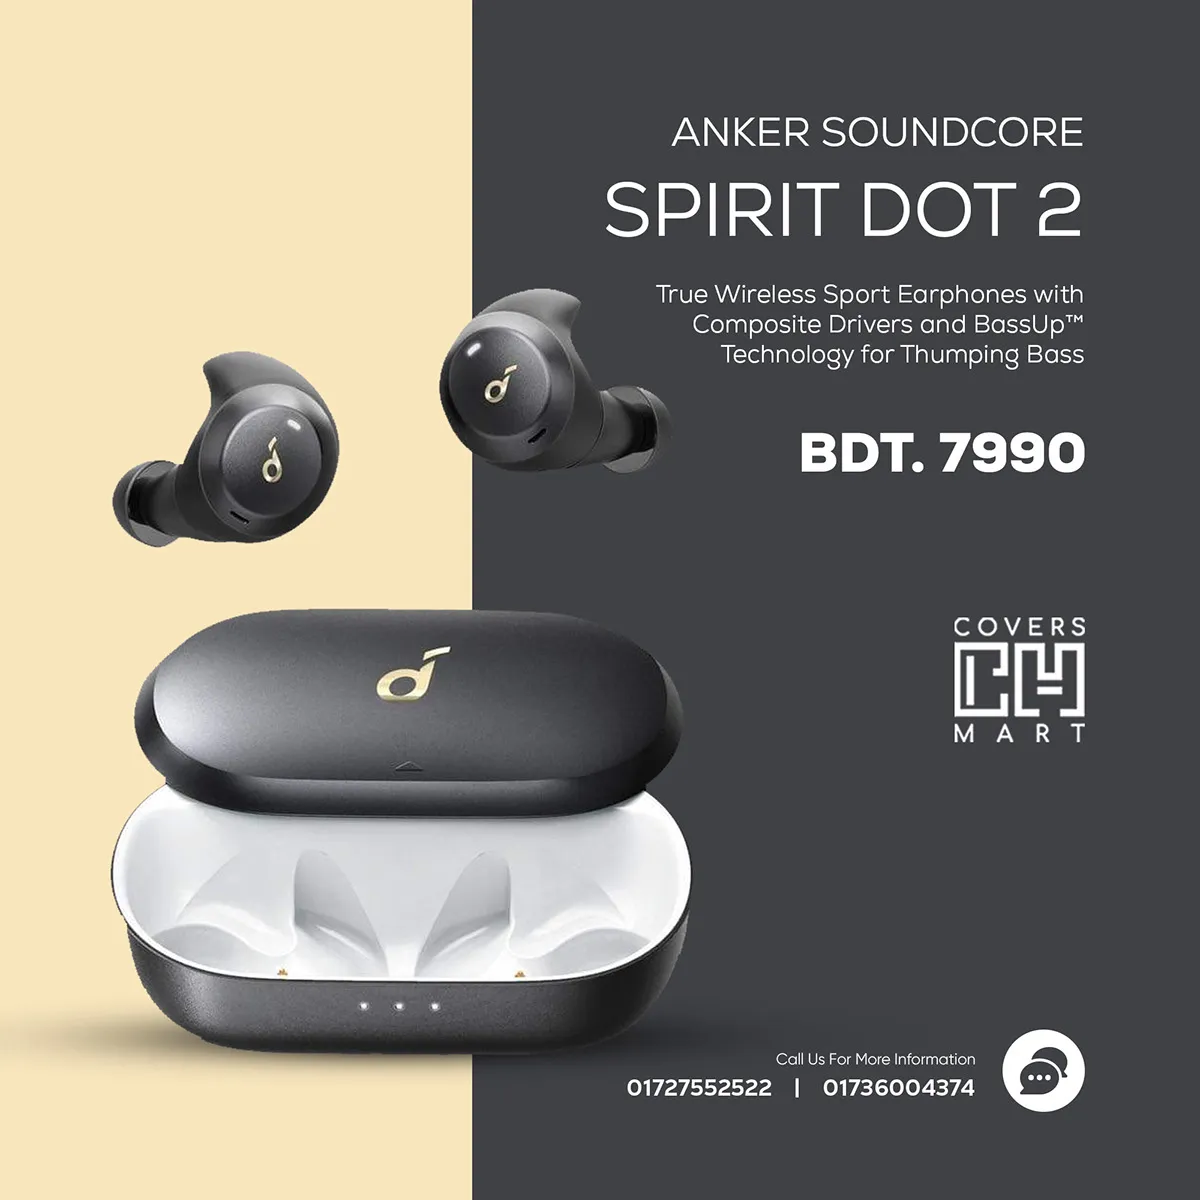 ANKER SOUNDCORE
SPIRIT DOT 2
True Wireless Sport Earphones with
Composite Drivers and BassUp™
Technology for Thumping Bass
BDT. 7990
COVERS
CM
MART
Call Us For More Information
01727552522 | 01736004374